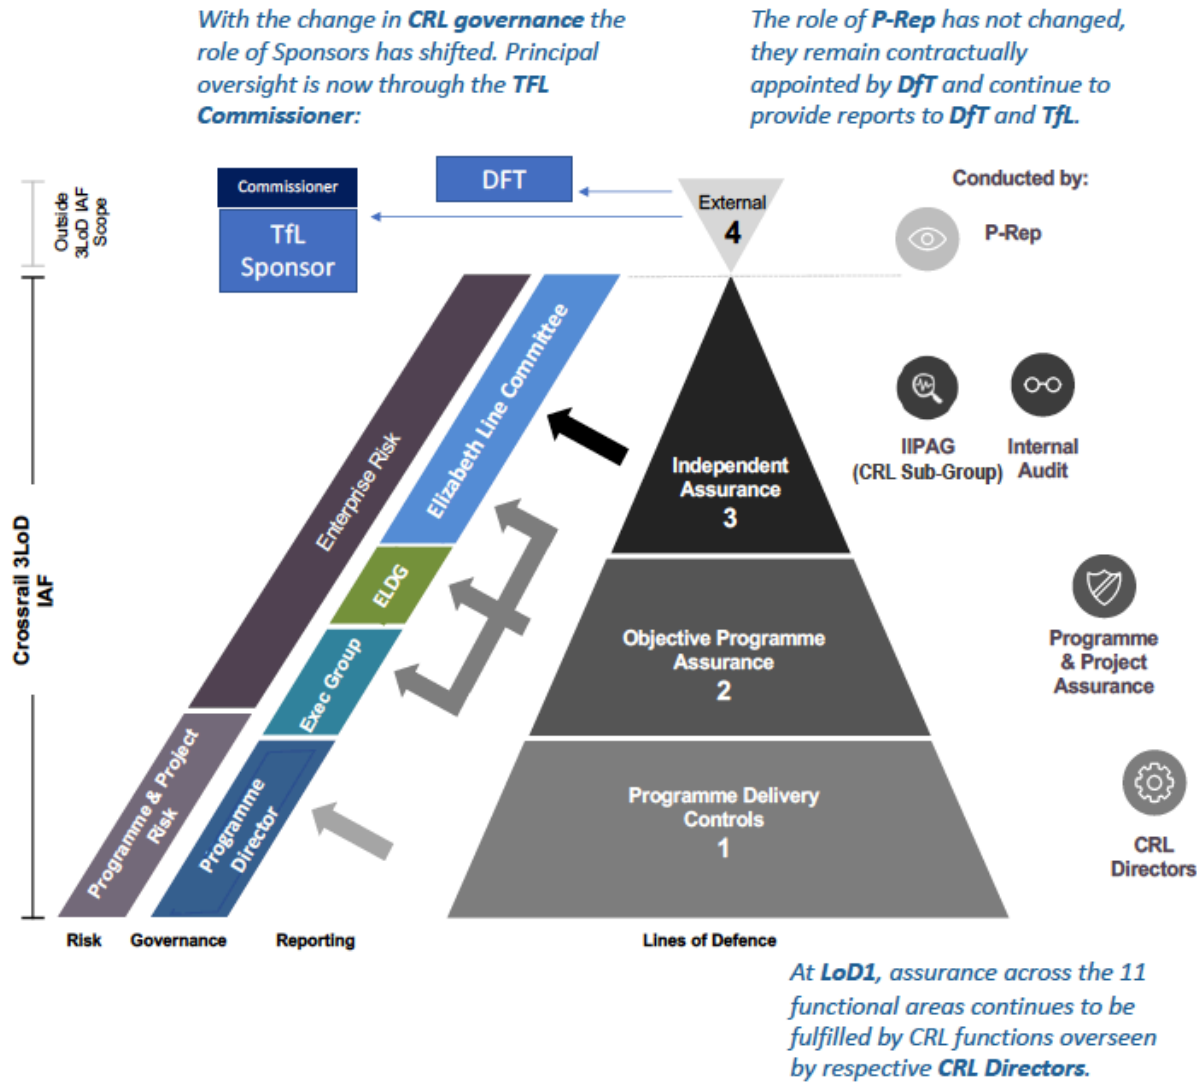 With the change in CRL governance the
role of Sponsors has shifted. Principal
oversight is now through the TFL
Commissioner:
The role of P-Rep has not changed,
they remain contractually
appointed by DfT and continue to
provide reports to DfT and TfL.
Outside
3LoD IAF
Scope
Commissioner
TfL
Sponsor
DFT
External
4
Conducted by:
P-Rep
Crossrail 3LoD
IAF
Enterprise Risk
Elizabeth Line Committee
ELDG
Exec Group
Programme & Project
Risk
Programme
Director
Independent
Assurance
3
IIPAG
(CRL Sub-Group)
Internal
Audit
Objective Programme
Assurance
2
Programme
& Project
Assurance
Programme Delivery
Controls
1
CRL
Directors
Risk
Governance
Reporting
Lines of Defence
At LoD1, assurance across the 11
functional areas continues to be
fulfilled by CRL functions overseen
by respective CRL Directors.